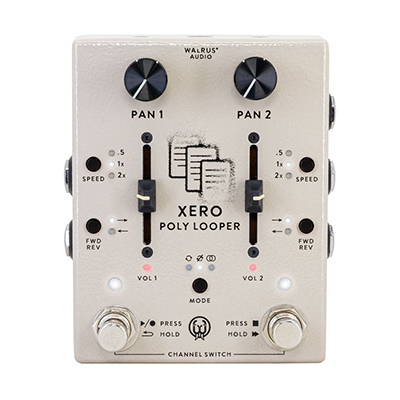 WALRUS®
AUDIO
PAN 1
PAN 2
.5
1x
2x
SPEED
.5
1x
2x
SPEED
XERO
POLY LOOPER
FWD
REV
FWD
REV
VOL 1
VOL 2
MODE
PRESS
HOLD
PRESS
HOLD
CHANNEL SWITCH